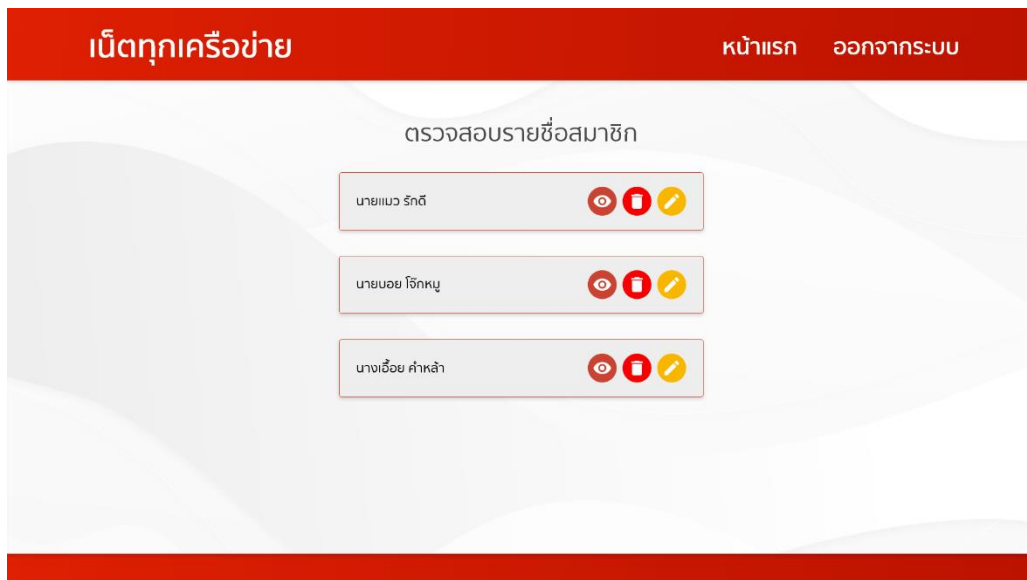 เน็ตทุกเครือข่าย
หน้าแรก ออกจากระบบ
ตรวจสอบรายชื่อสมาชิก
นายแมว รักดี
นายบอย โจ๊กหมู
นางเอื้อย คำหล้า